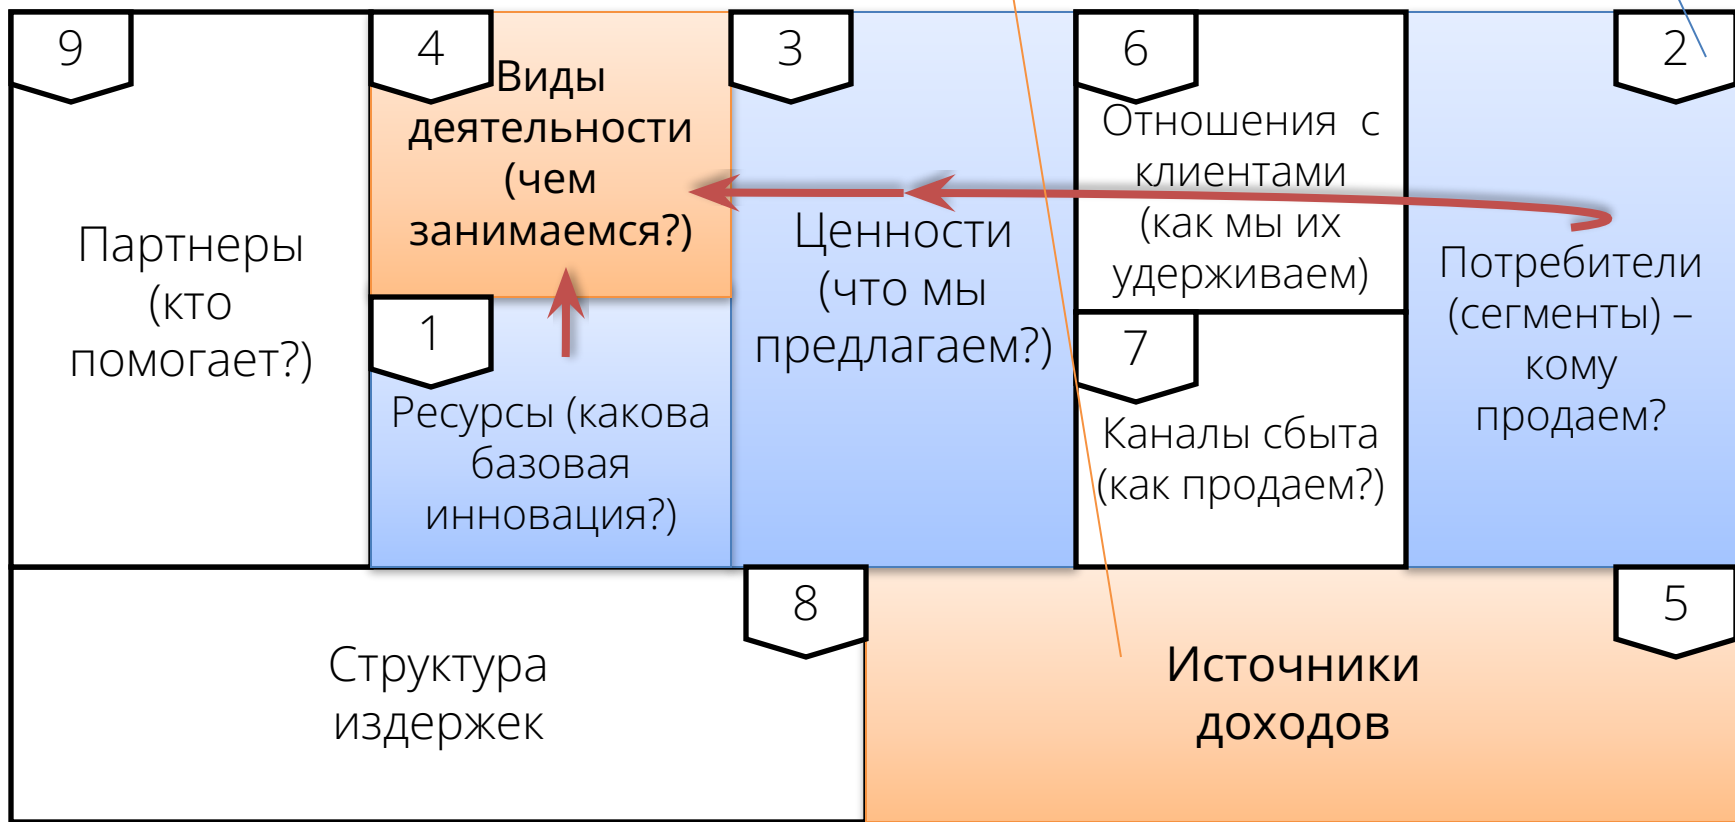 9
Партнеры
(кто
помогает?)
4
Виды
деятельности
(чем
занимаемся?)
1
Ресурсы (какова
базовая
инновация?)
3
Ценности
(что мы
предлагаем?)
6
Отношения с
клиентами
(как мы их
удерживаем)
7
Каналы сбыта
(как продаем?)
2
Потребители
(сегменты) –
кому
продаем?
8
Структура
издержек
5
Источники
доходов